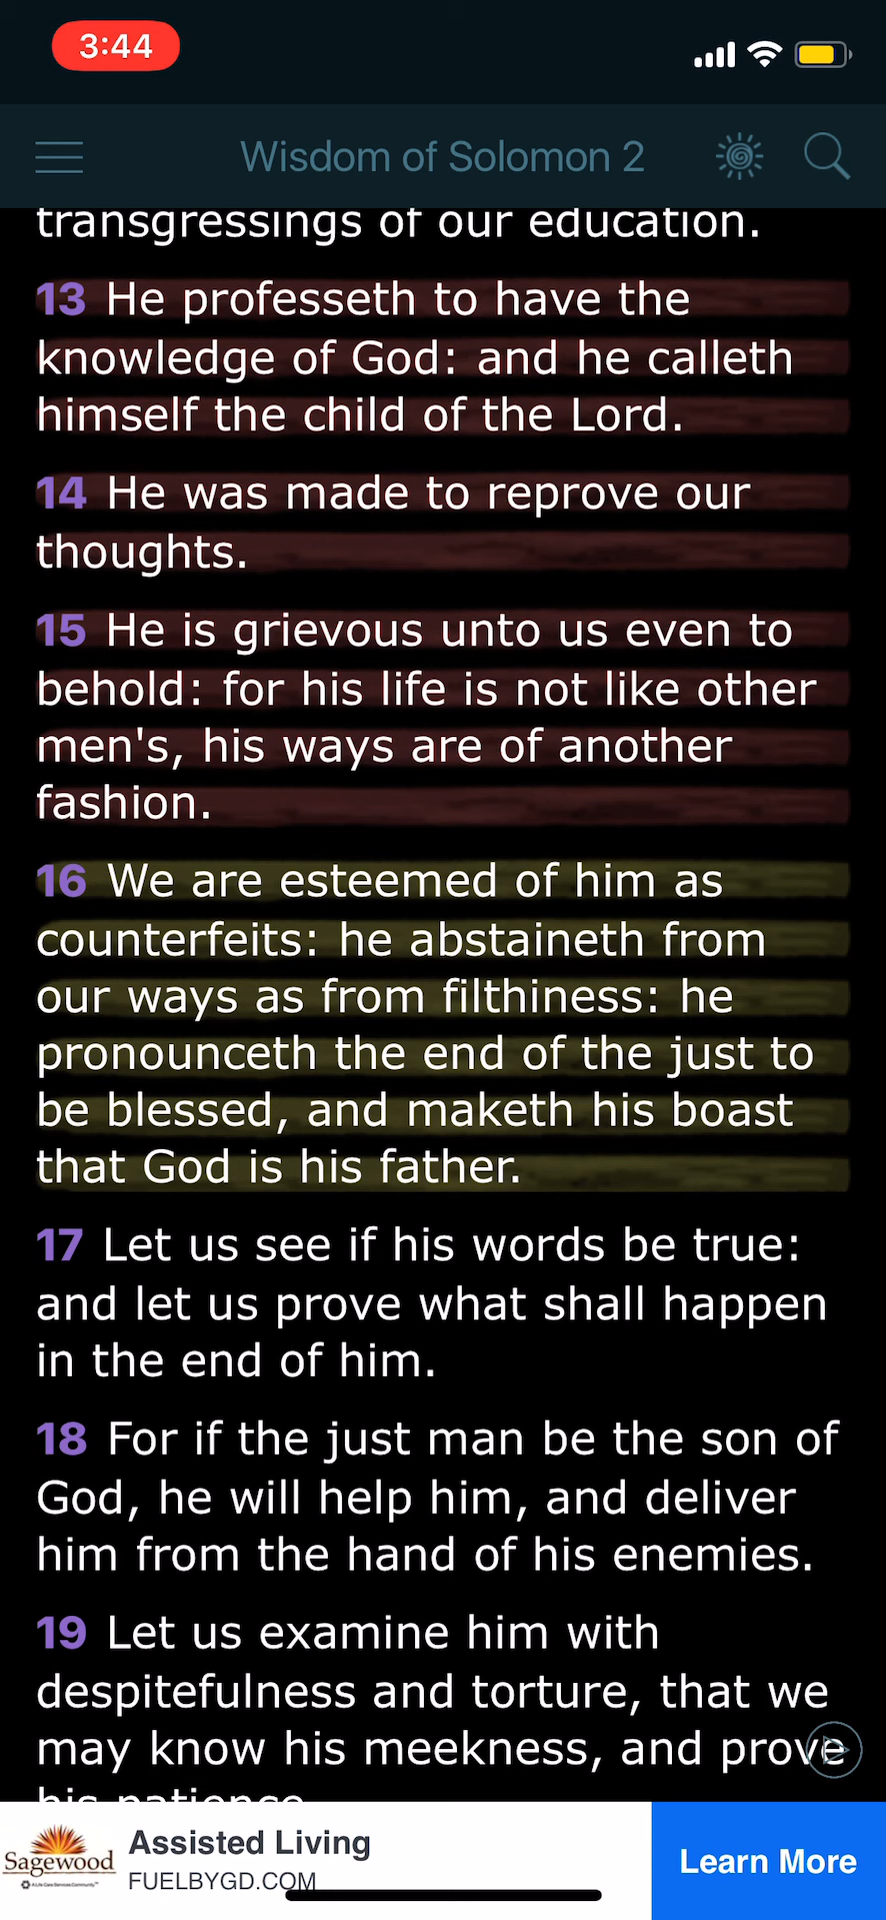 3:44
Wisdom of Solomon 2
transgressings of our education.
13 He professeth to have the
knowledge of God: and he calleth
himself the child of the Lord.
14 He was made to reprove our
thoughts.
15 He is grievous unto us even to
behold: for his life is not like other
men's, his ways are of another
fashion.
16 We are esteemed of him as
counterfeits: he abstaineth from
our ways as from filthiness: he
pronounceth the end of the just to
be blessed, and maketh his boast
that God is his father.
17 Let us see if his words be true:
and let us prove what shall happen
in the end of him.
18 For if the just man be the son of
God, he will help him, and deliver
him from the hand of his enemies.
19 Let us examine him with
despitefulness and torture, that we
may know his meekness, and prove
his patience
Sagewood
Assisted Living
FUELBYGD.COM
Learn More